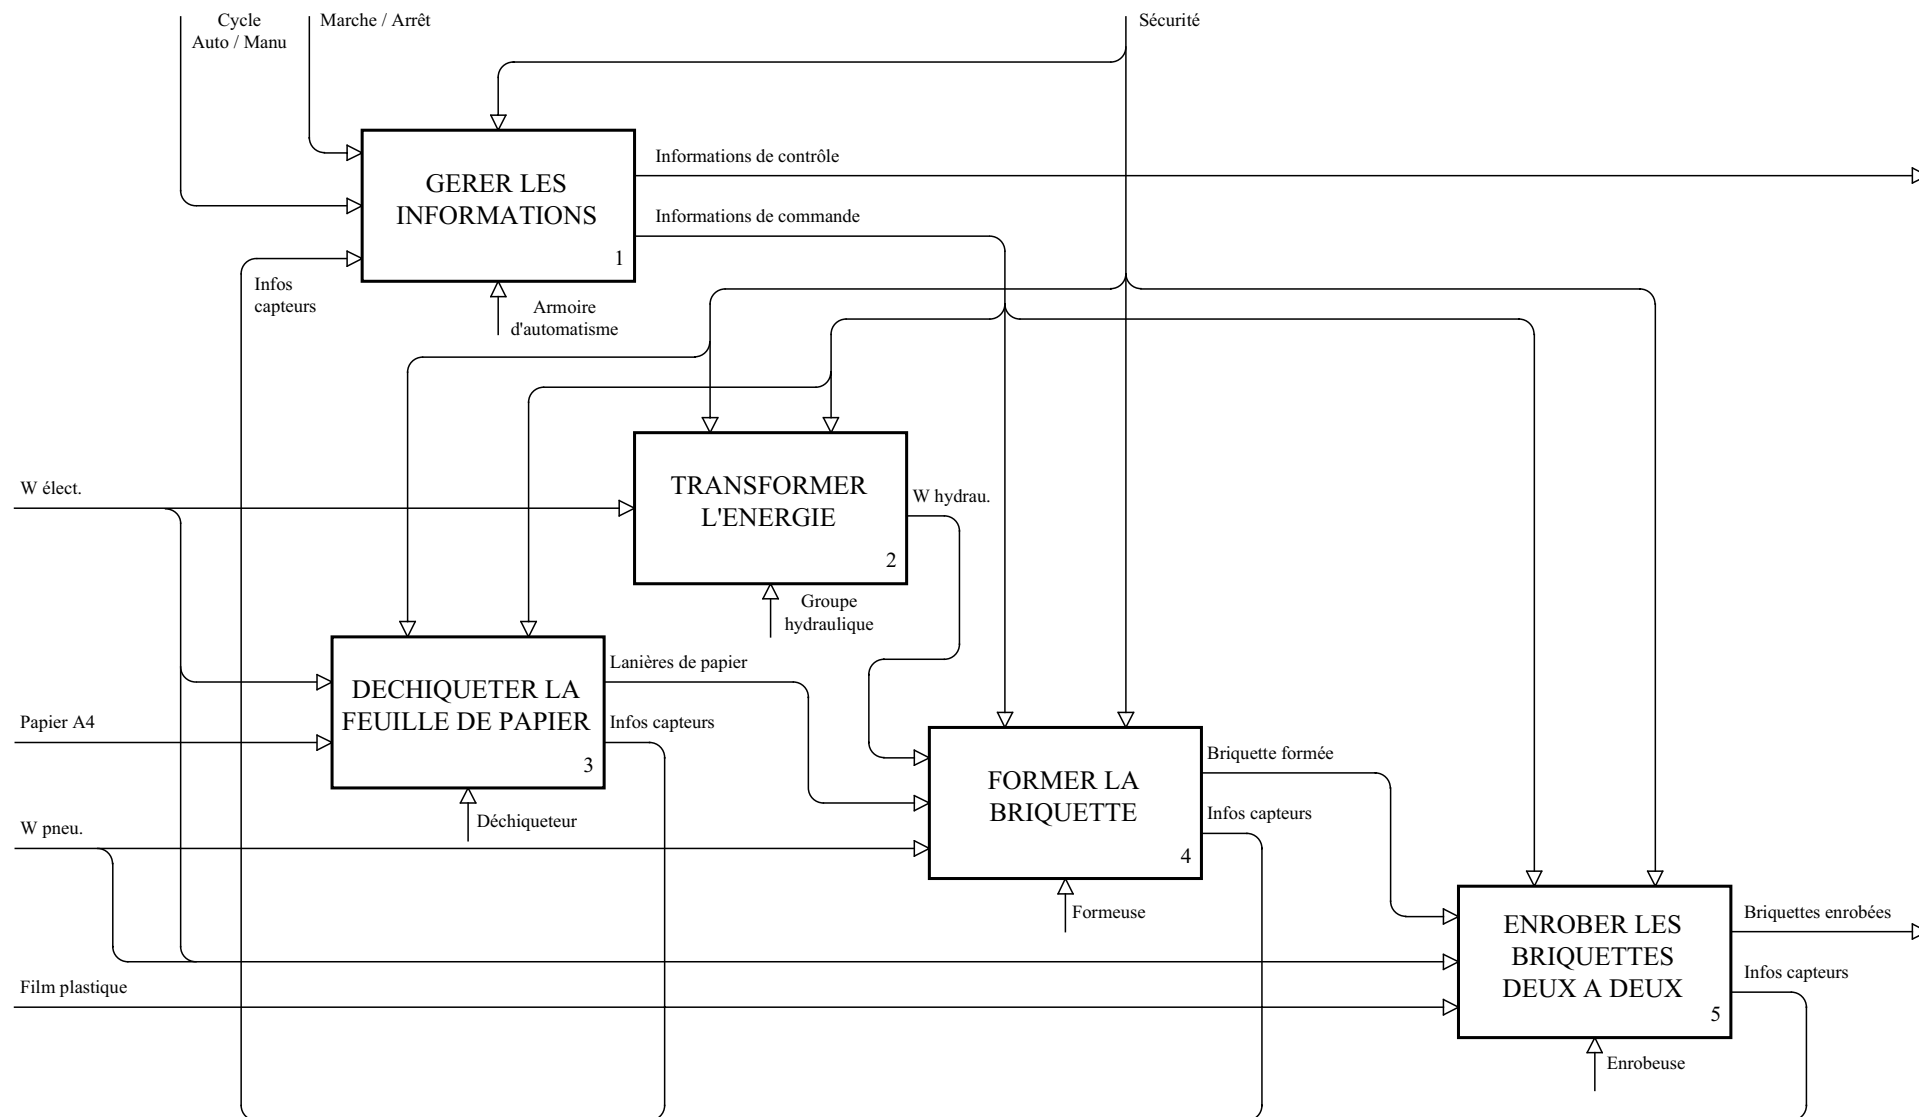 Cycle
Auto / Manu
Marche / Arrêt
Sécurité
Informations de contrôle
GERER LES
INFORMATIONS
1
Informations de commande
Infos
capteurs
Armoire
d'automatisme
W élect.
TRANSFORMER
L'ENERGIE
2
W hydrau.
Groupe
hydraulique
Lanières de papier
DECHIQUETER LA
FEUILLE DE PAPIER
3
Papier A4
Infos capteurs
Déchiqueteur
Briquette formée
FORMER LA
BRIQUETTE
4
Infos capteurs
W pneu.
Formeuse
ENROBER LES
BRIQUETTES
DEUX A DEUX
5
Briquettes enrobées
Infos capteurs
Film plastique
Enrobeuse